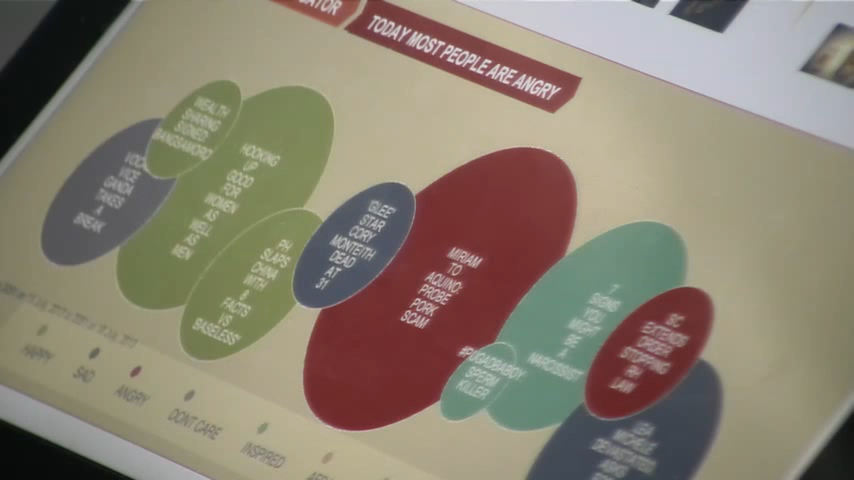 TODAY MOST PEOPLE ARE ANGRY
WEALTH
SHARING
SIGNED
BANGSAMORO
VICE
GANDA
TAKES
A
BREAK
HOOKING
UP
GOOD
FOR
WOMEN
AS
WELL
AS
MEN
PH
SLAPS
CHINA
WITH
8
FACTS
VS
BASELESS'
'GLEE'
STAR
CORY
MONTEITH
DEAD
AT
31
MIRIAM
TO
AQUINO:
PROBE
PORK
SCAM
7
SIGNS
YOU
MIGHT
BE
A
NARCISSIST
SPERM
KILLER
SC
EXTENDS
ORDER
STOPPING
RH
LAW
HAPPY
SAD
ANGRY
DONT CARE
INSPIRED